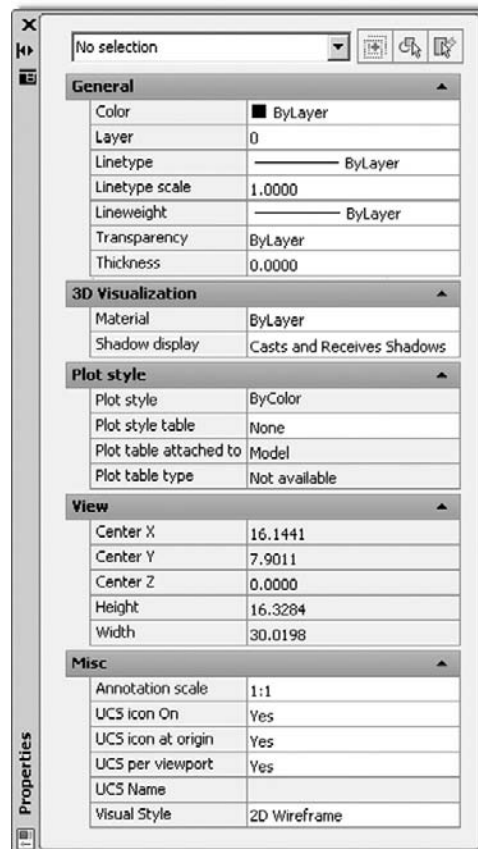 No selection
General
Color ByLayer
Layer 0
Linetype ByLayer
Linetype scale 1.0000
Lineweight ByLayer
Transparency ByLayer
Thickness 0.0000
3D Visualization
Material ByLayer
Shadow display Casts and Receives Shadows
Plot style
Plot style ByColor
Plot style table None
Plot table attached to Model
Plot table type Not available
View
Center X 16.1441
Center Y 7.9011
Center Z 0.0000
Height 16.3284
Width 30.0198
Misc
Annotation scale 1:1
UCS icon On Yes
UCS icon at origin Yes
UCS per viewport Yes
UCS Name
Visual Style 2D Wireframe
Properties